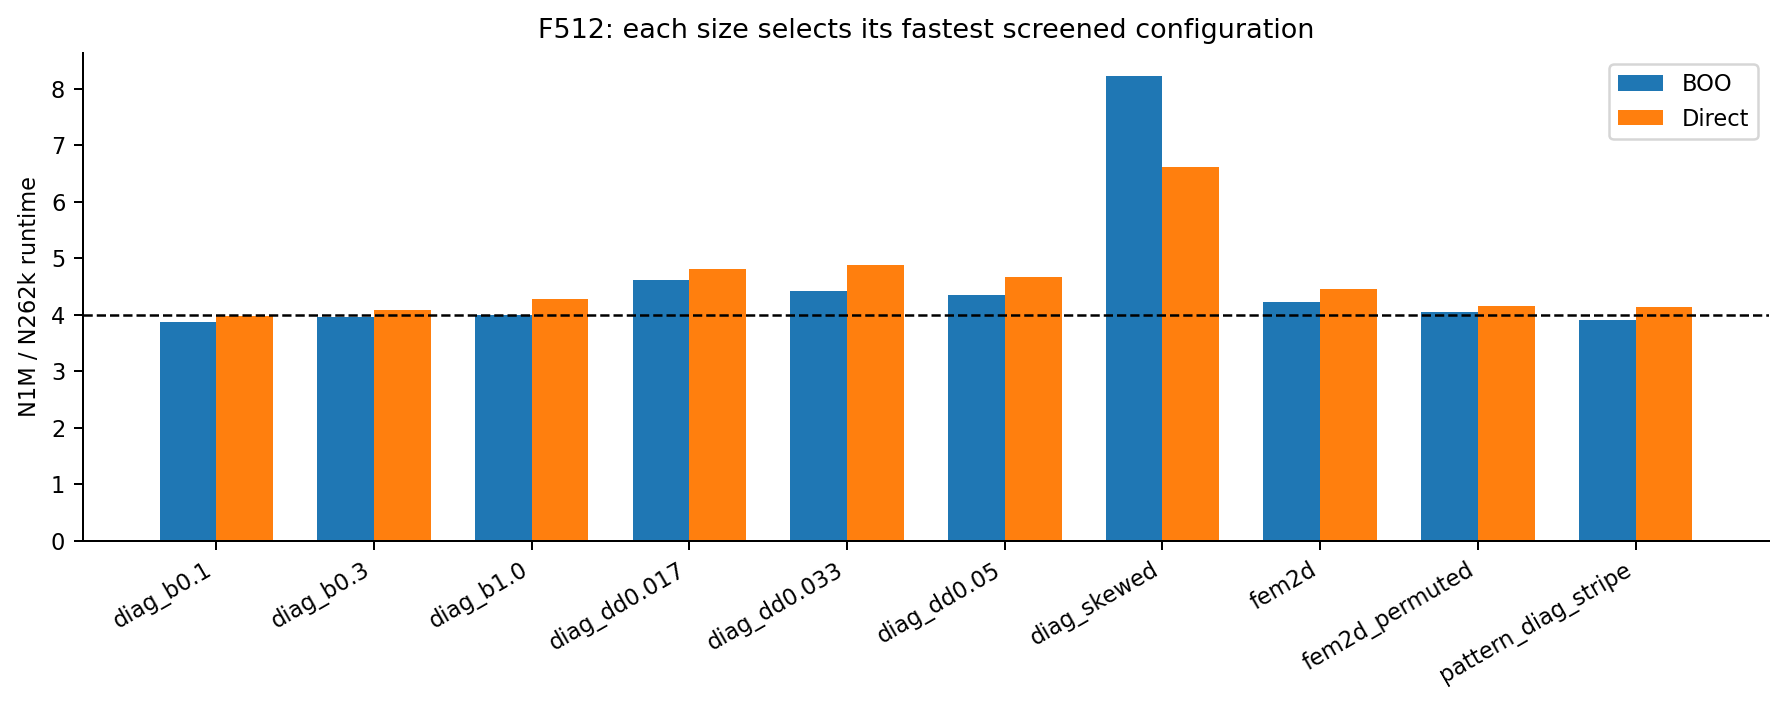 F512: each size selects its fastest screened configuration
BOO
Direct
N1M / N262k runtime
8
7
6
5
4
3
2
1
0
diag_b0.1
diag_b0.3
diag_b1.0
diag_dd0.017
diag_dd0.033
diag_dd0.05
diag_skewed
fem2d
fem2d_permuted
pattern_diag_stripe